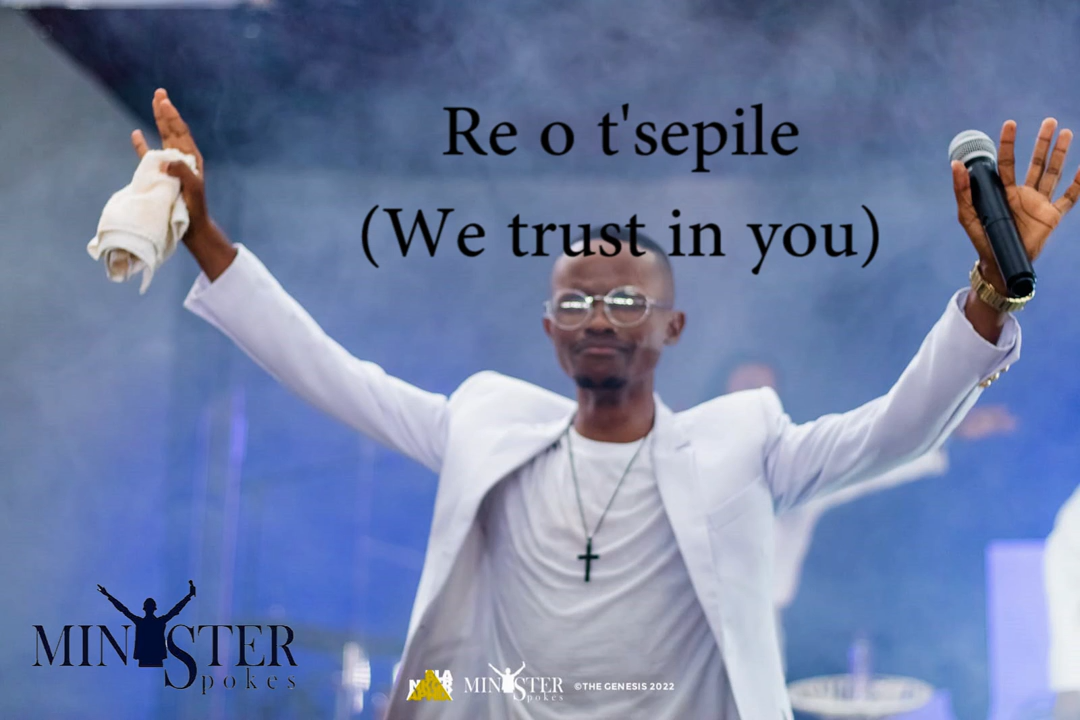 Re o t'sepile
(We trust in you)
MINISTER
Spokes
MINISTER
Spokes
©THE GENESIS 2022